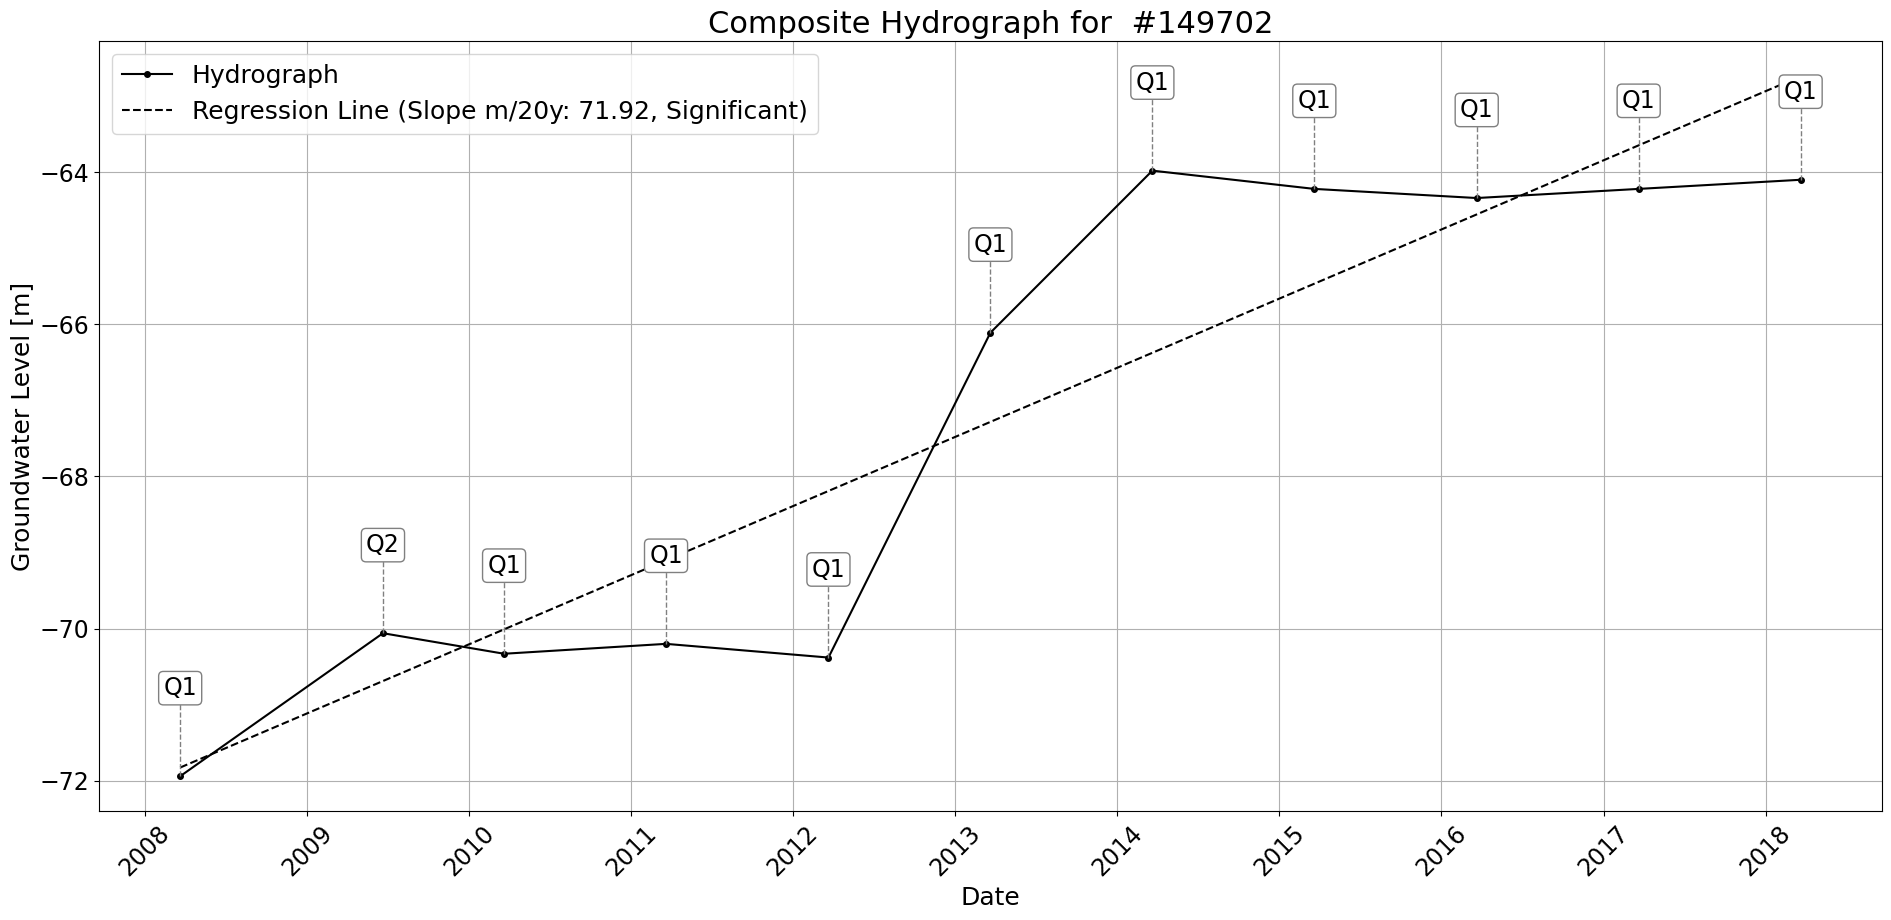 Composite Hydrograph for  #149702
Hydrograph
Regression Line (Slope m/20y: 71.92, Significant)
Groundwater Level [m]
−64
−66
−68
−70
−72
Q1
Q2
Q1
Q1
Q1
Q1
Q1
Q1
Q1
Q1
Q1
2008
2009
2010
2011
2012
2013
2014
2015
2016
2017
2018
Date